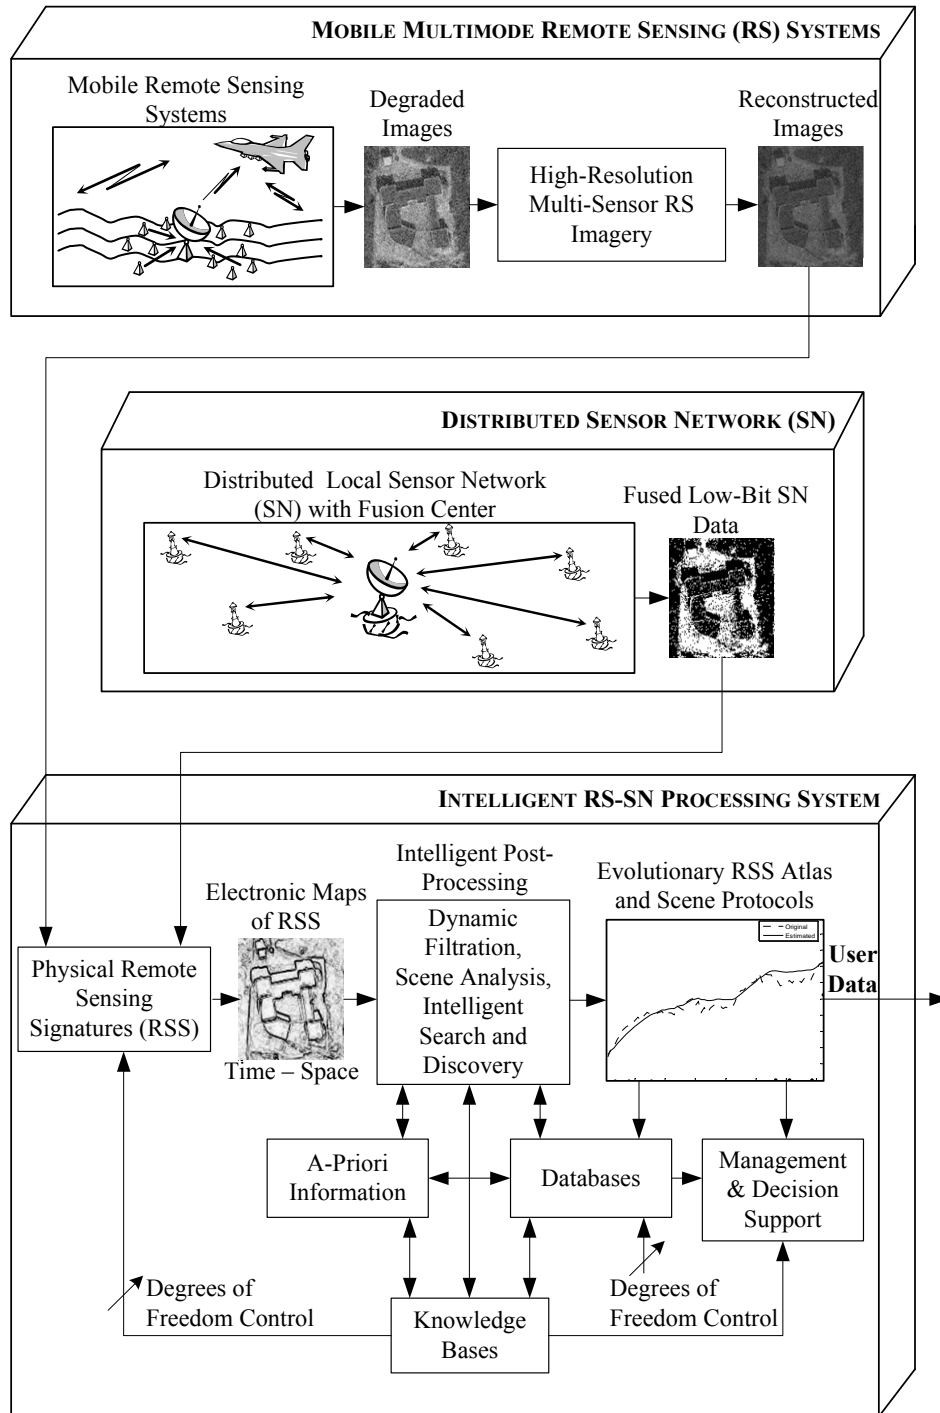 MOBILE MULTIMODE REMOTE SENSING (RS) SYSTEMS
Mobile Remote Sensing
Systems
Degraded
Images
Reconstructed
Images
High-Resolution
Multi-Sensor RS
Imagery
DISTRIBUTED SENSOR NETWORK (SN)
Distributed Local Sensor Network
(SN) with Fusion Center
Fused Low-Bit SN
Data
INTELLIGENT RS-SN PROCESSING SYSTEM
Physical Remote
Sensing
Signatures (RSS)
Electronic Maps
of RSS
Time – Space
Intelligent Post-
Processing
Dynamic
Filtration,
Scene Analysis,
Intelligent
Search and
Discovery
Evolutionary RSS Atlas
and Scene Protocols
Original
Estimated
User
Data
A-Priori
Information
Databases
Management
& Decision
Support
Degrees of
Freedom Control
Knowledge
Bases
Degrees of
Freedom Control